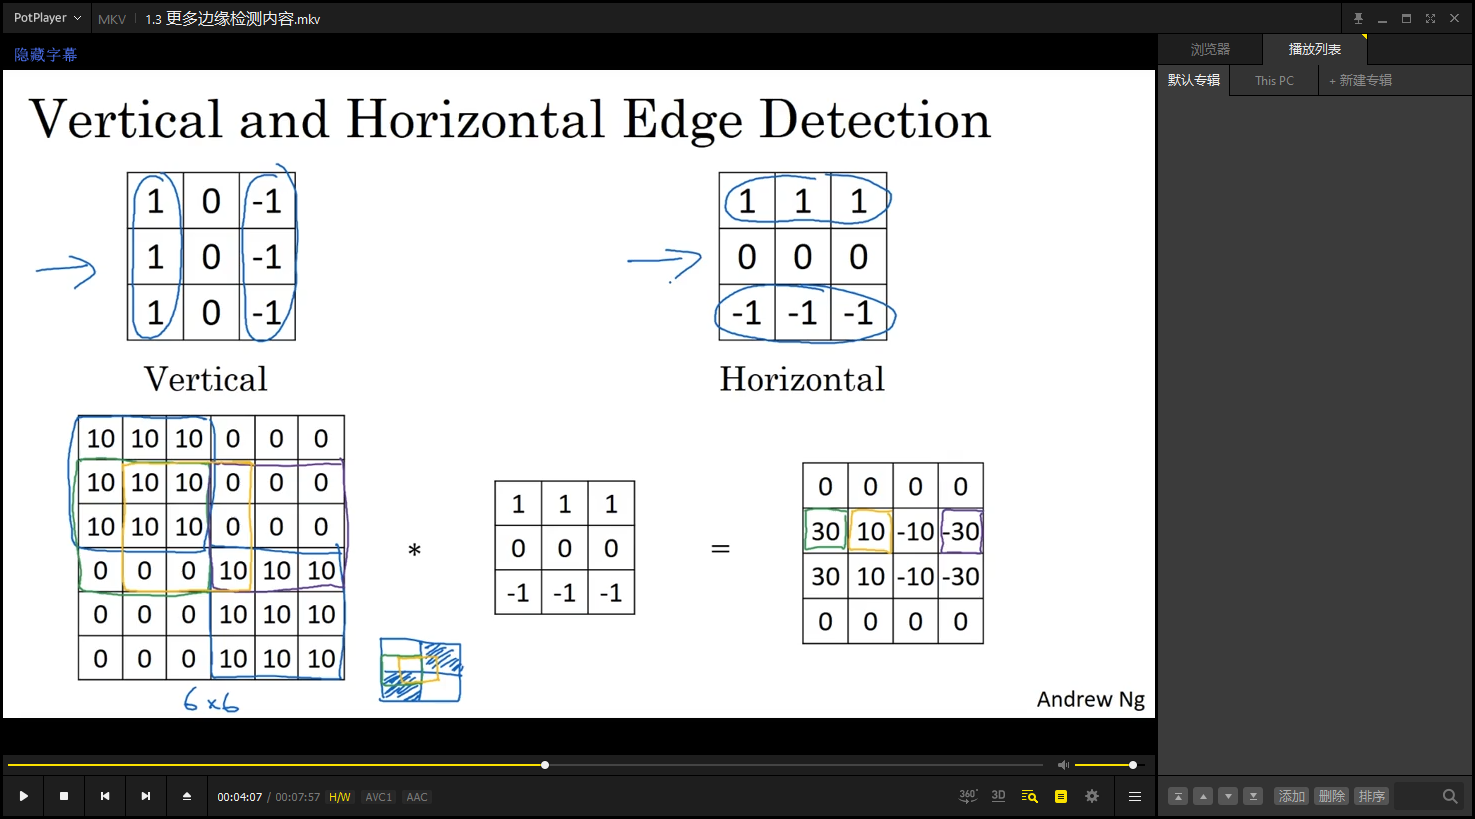 PotPlayer MKV 1.3 更多边缘检测内容.mkv
隐藏字幕
浏览器 播放列表
默认专辑 This PC + 新建专辑
Vertical and Horizontal Edge Detection
1 0 -1
1 0 -1
1 0 -1
Vertical
1 1 1
0 0 0
-1 -1 -1
Horizontal
10 10 10 0 0 0
10 10 10 0 0 0
10 10 10 0 0 0
0 0 0 10 10 10
0 0 0 10 10 10
0 0 0 10 10 10
6 x 6
*
1 1 1
0 0 0
-1 -1 -1
=
0 0 0 0
30 10 -10 -30
30 10 -10 -30
0 0 0 0
Andrew Ng
00:04:07 / 00:07:57 H/W AVC1 AAC
360° 3D
添加 删除 排序